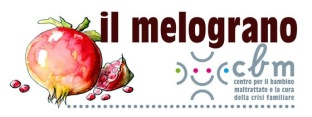 il melograno
cbm
centro per il bambino
maltrattato e la cura
della crisi familiare